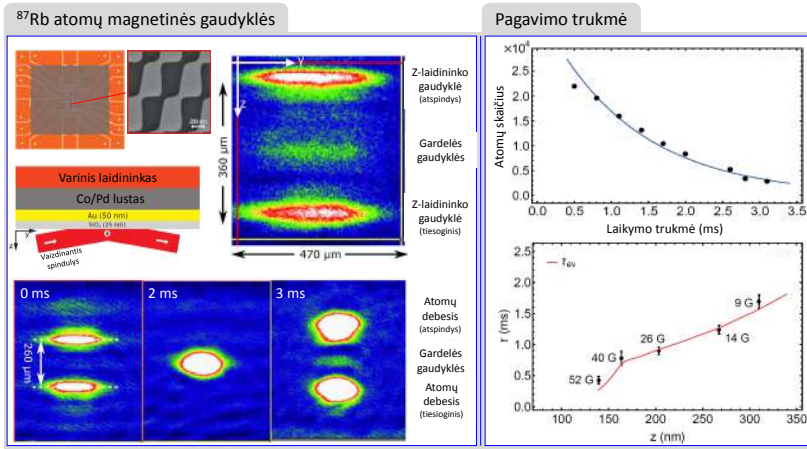 ⁸⁷Rb atomų magnetinės gaudyklės
200 nm
Varinis laidininkas
Co/Pd lustas
Au (50 nm)
SiO₂ (25 nm)
y
z
Vaizdinantis
spindulys
y
z
360 µm
470 µm
Z-laidininko
gaudyklė
(atspindys)
Gardelės
gaudyklės
Z-laidininko
gaudyklė
(tiesoginis)
0 ms
2 ms
3 ms
260 µm
Atomų
debesis
(atspindys)
Gardelės
gaudyklės
Atomų
debesis
(tiesioginis)
Pagavimo trukmė
×10⁴
2.5
2.0
1.5
1.0
0.5
0.0
Atomų skaičius
0.0 0.5 1.0 1.5 2.0 2.5 3.0 3.5
Laikymo trukmė (ms)
2.5
2.0
1.5
1.0
0.5
0.0
τ (ms)
τev
52 G
40 G
26 G
14 G
9 G
100 150 200 250 300 350
z (nm)